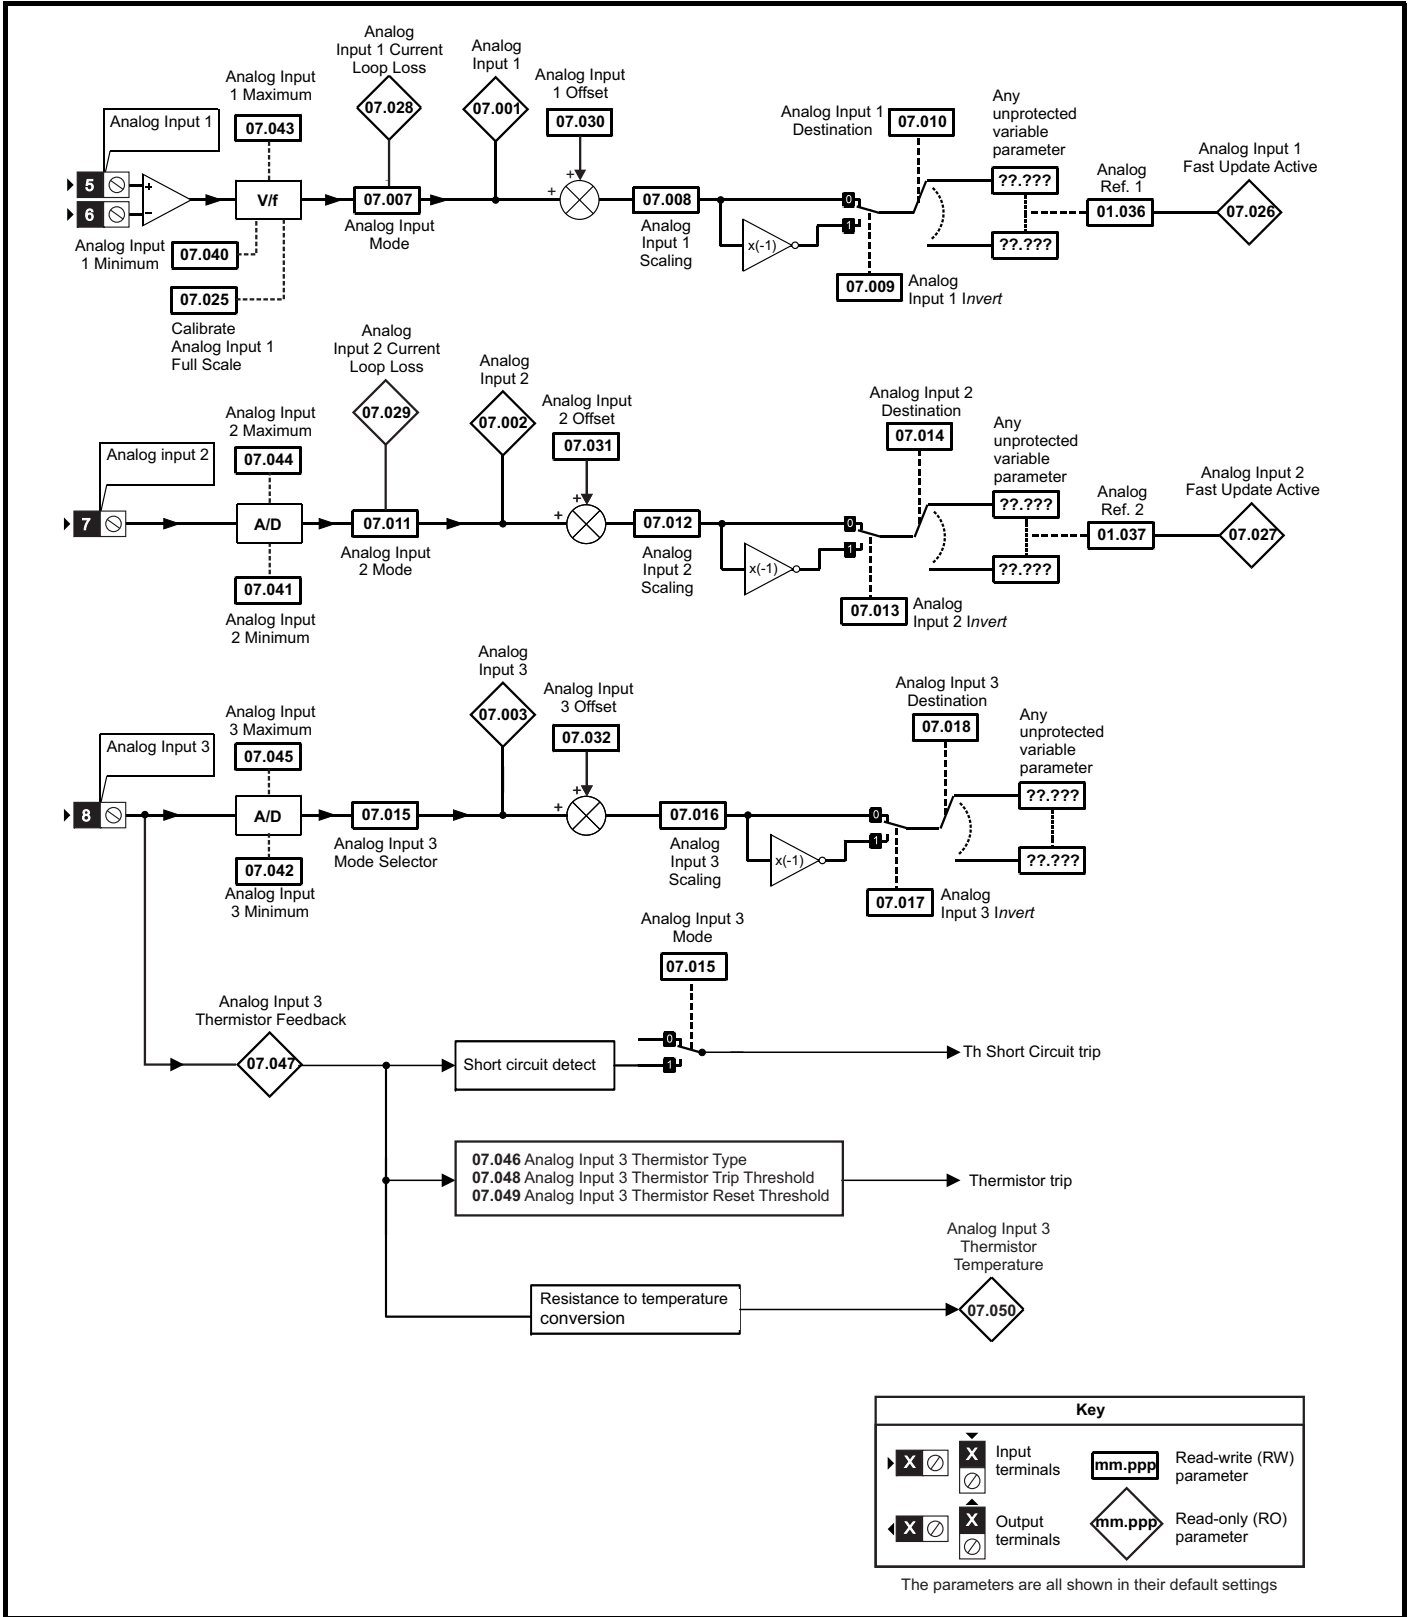 Analog Input 1
5
6
+
−
Analog Input
1 Maximum
07.043
V/f
Analog Input
1 Minimum
07.040
07.025
Calibrate
Analog Input 1
Full Scale
Analog
Input 1 Current
Loop Loss
07.028
07.007
Analog Input
Mode
Analog
Input 1
07.001
Analog Input
1 Offset
07.030
+
+
07.008
Analog
Input 1
Scaling
x(-1)
0
1
Analog Input 1
Destination
07.010
07.009
Analog
Input 1 Invert
Any
unprotected
variable
parameter
??.???
??.???
Analog
Ref. 1
01.036
Analog Input 1
Fast Update Active
07.026
Analog input 2
7
Analog Input
2 Maximum
07.044
A/D
07.041
Analog Input
2 Minimum
Analog
Input 2 Current
Loop Loss
07.029
07.011
Analog Input
2 Mode
Analog
Input 2
07.002
Analog Input
2 Offset
07.031
+
+
07.012
Analog
Input 2
Scaling
x(-1)
0
1
Analog Input 2
Destination
07.014
07.013
Analog
Input 2 Invert
Any
unprotected
variable
parameter
??.???
??.???
Analog
Ref. 2
01.037
Analog Input 2
Fast Update Active
07.027
Analog Input 3
8
Analog Input
3 Maximum
07.045
A/D
07.042
Analog Input
3 Minimum
07.015
Analog Input 3
Mode Selector
Analog
Input 3
07.003
Analog Input
3 Offset
07.032
+
+
07.016
Analog
Input 3
Scaling
x(-1)
0
1
Analog Input 3
Destination
07.018
07.017
Analog
Input 3 Invert
Any
unprotected
variable
parameter
??.???
??.???
Analog Input 3
Mode
07.015
Analog Input 3
Thermistor Feedback
07.047
Short circuit detect
0
1
Th Short Circuit trip
07.046 Analog Input 3 Thermistor Type
07.048 Analog Input 3 Thermistor Trip Threshold
07.049 Analog Input 3 Thermistor Reset Threshold
Thermistor trip
Analog Input 3
Thermistor
Temperature
Resistance to temperature
conversion
07.050
Key
X
X
Input
terminals
mm.ppp
Read-write (RW)
parameter
X
X
Output
terminals
mm.ppp
Read-only (RO)
parameter
The parameters are all shown in their default settings